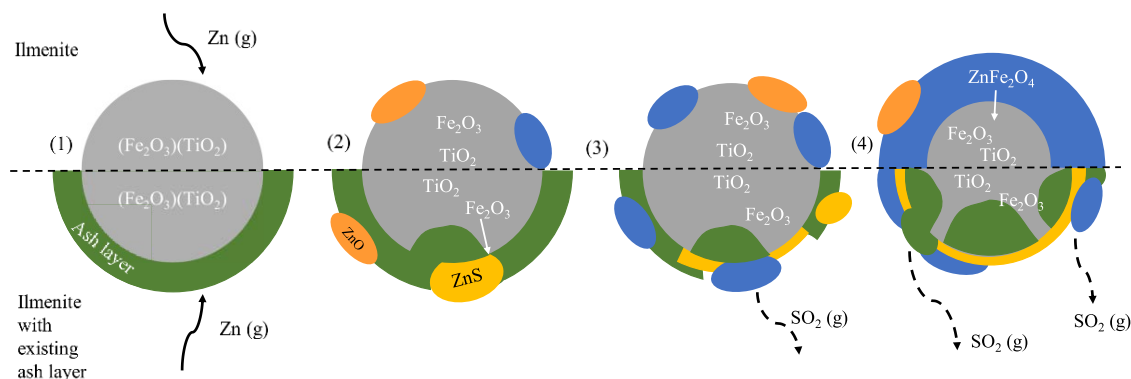 Ilmenite
Zn (g)
(1)
(Fe₂O₃)(TiO₂)
(Fe₂O₃)(TiO₂)
Ash layer
Ilmenite
with
existing
ash layer
Zn (g)
(2)
Fe₂O₃
TiO₂
TiO₂
Fe₂O₃
ZnO
ZnS
(3)
Fe₂O₃
TiO₂
TiO₂
Fe₂O₃
SO₂ (g)
(4)
ZnFe₂O₄
Fe₂O₃
TiO₂
TiO₂
Fe₂O₃
SO₂ (g)
SO₂ (g)